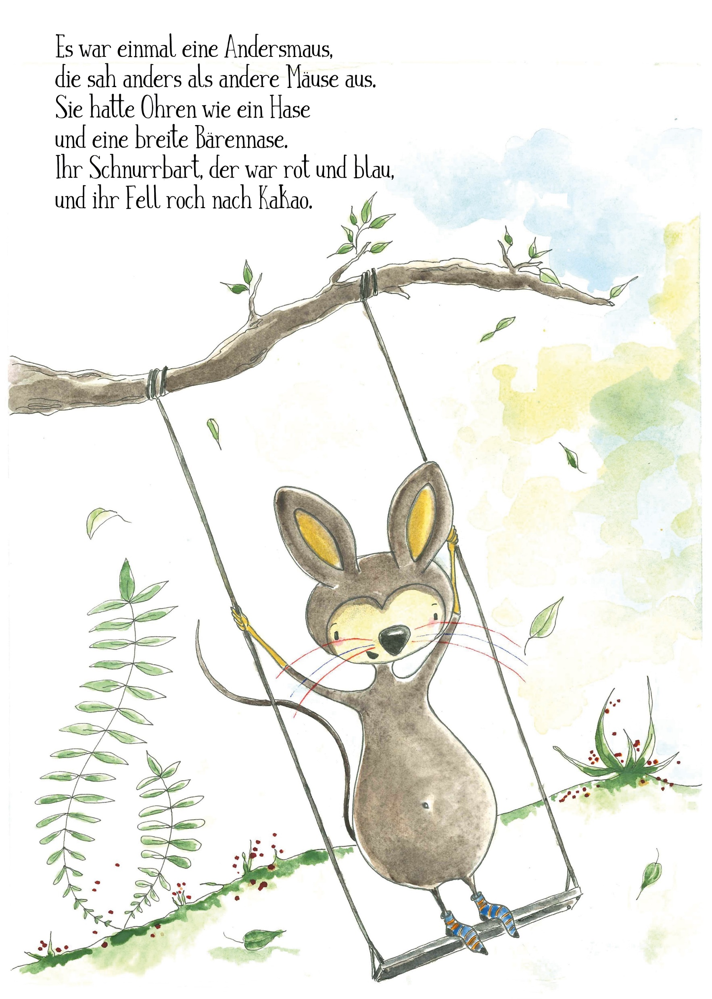 Es war einmal eine Andersmaus,
die sah anders als andere Mäuse aus.
Sie hatte Ohren wie ein Hase
und eine breite Bärennase.
Ihr Schnurrbart, der war rot und blau,
und ihr Fell roch nach Kakao.